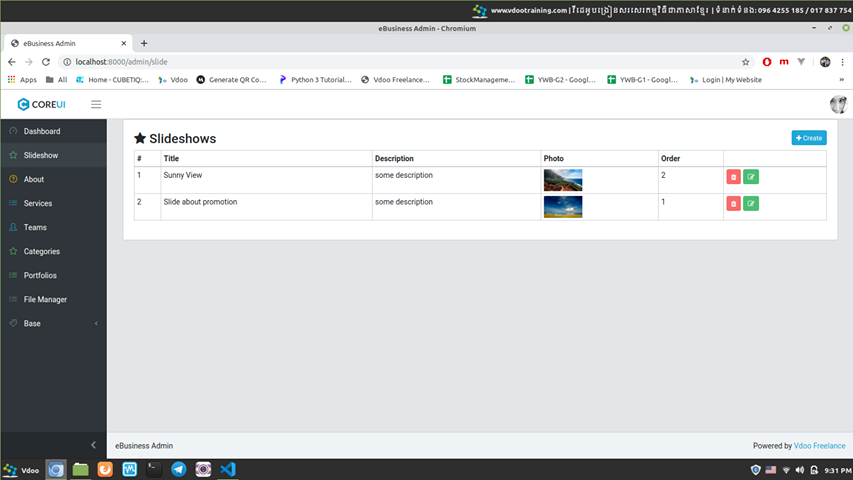 www.vdootraining.com | វីដេអូបង្រៀនសរសេរកម្មវិធីជាភាសាខ្មែរ | ទំនាក់ទំនង: 096 4255 185 / 017 837 754
eBusiness Admin - Chromium
eBusiness Admin
localhost:8000/admin/slide
Apps All Home - CUBETIQ:... Vdoo Generate QR Co... Python 3 Tutorial... Vdoo Freelance... StockManageme... YWB-G2 - Googl... YWB-G1 - Googl... Login | My Website
COREUI
Dashboard
Slideshow
About
Services
Teams
Categories
Portfolios
File Manager
Base
Slideshows
Create
# Title Description Photo Order
1 Sunny View some description 2
2 Slide about promotion some description 1
eBusiness Admin Powered by Vdoo Freelance
Vdoo 9:31 PM